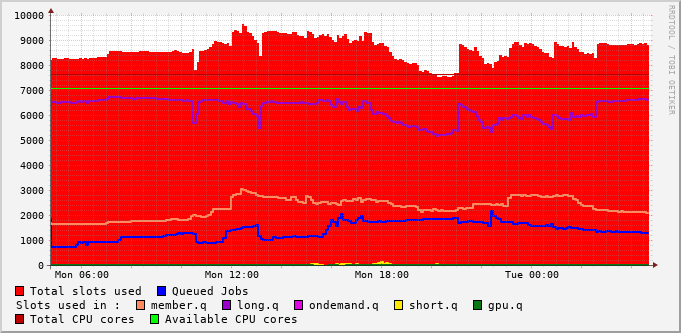 RRDTOOL / TOBI OETIKER
10000
9000
8000
7000
6000
5000
4000
3000
2000
1000
0
Mon 06:00 Mon 12:00 Mon 18:00 Tue 00:00
Total slots used Queued Jobs
Slots used in : member.q long.q ondemand.q short.q gpu.q
Total CPU cores Available CPU cores